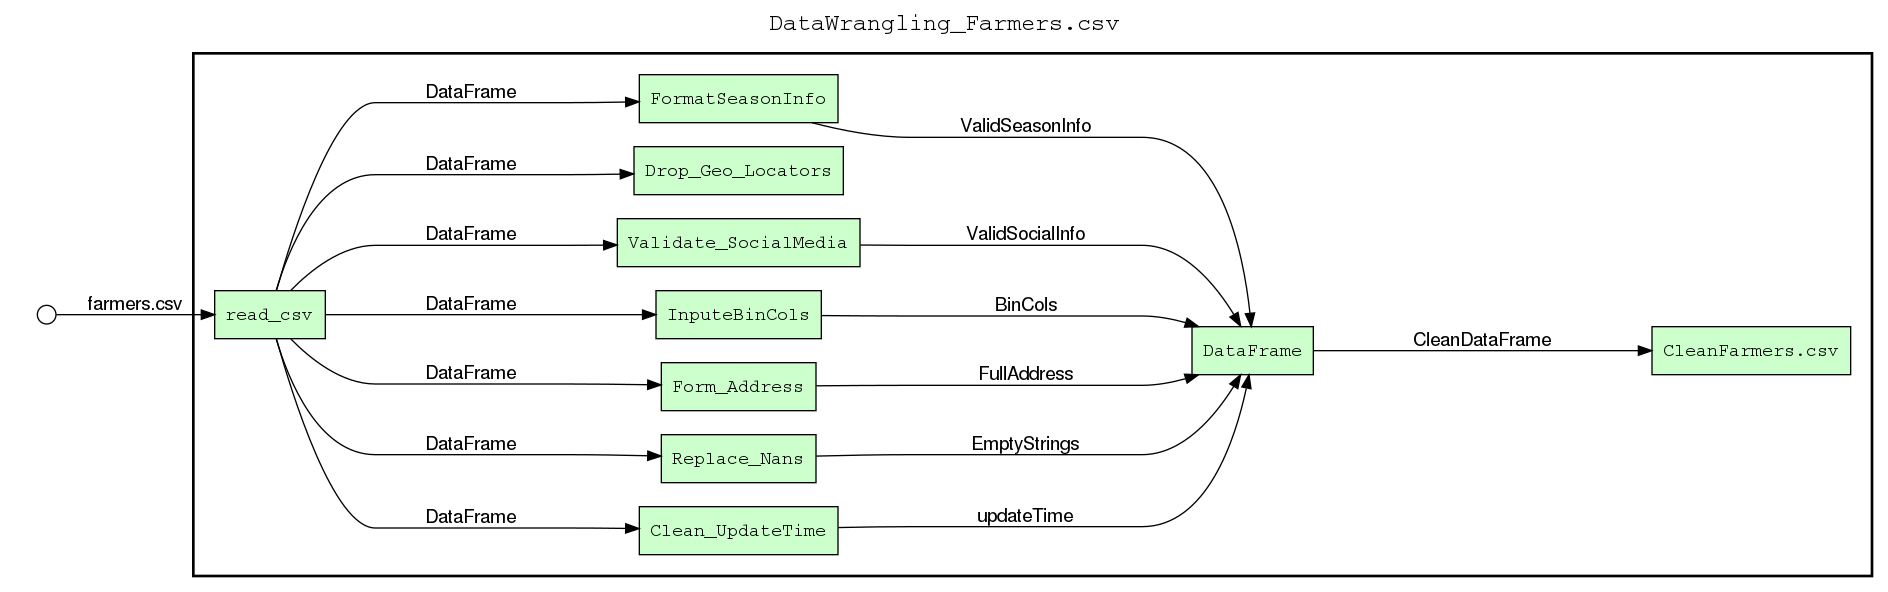 DataWrangling_Farmers.csv
DataFrame
FormatSeasonInfo
ValidSeasonInfo
DataFrame
Drop_Geo_Locators
DataFrame
Validate_SocialMedia
ValidSocialInfo
farmers.csv
read_csv
DataFrame
InputeBinCols
BinCols
DataFrame
CleanDataFrame
CleanFarmers.csv
DataFrame
Form_Address
FullAddress
DataFrame
Replace_Nans
EmptyStrings
DataFrame
Clean_UpdateTime
updateTime